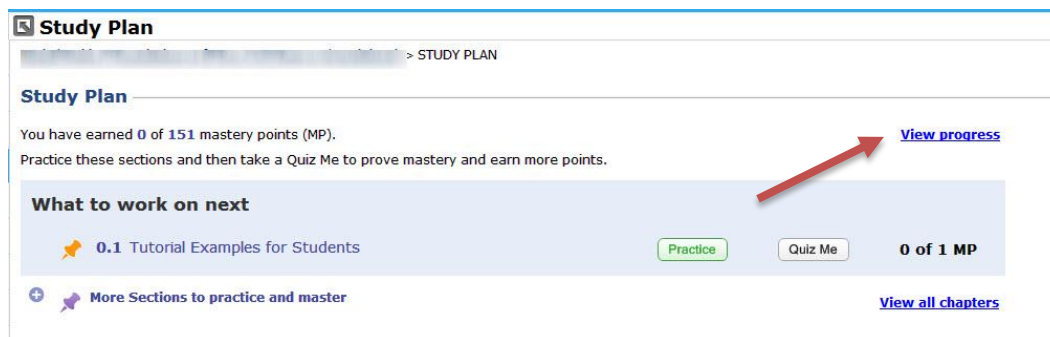 Study Plan
> STUDY PLAN
Study Plan
You have earned 0 of 151 mastery points (MP).
View progress
Practice these sections and then take a Quiz Me to prove mastery and earn more points.
What to work on next
0.1 Tutorial Examples for Students Practice Quiz Me 0 of 1 MP
More Sections to practice and master
View all chapters